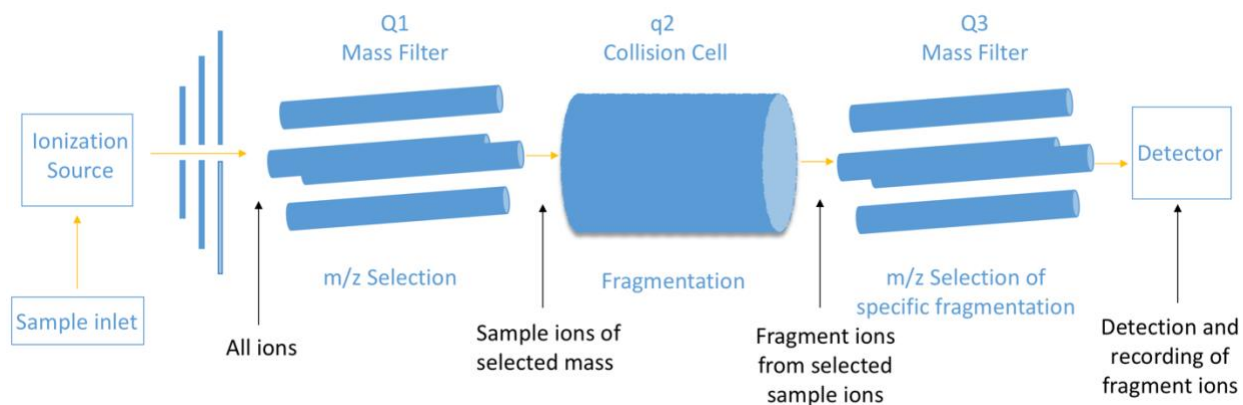 Q1
Mass Filter
q2
Collision Cell
Q3
Mass Filter
Ionization
Source
Detector
m/z Selection
Fragmentation
m/z Selection of
specific fragmentation
Sample inlet
All ions
Sample ions of
selected mass
Fragment ions
from selected
sample ions
Detection and
recording of
fragment ions